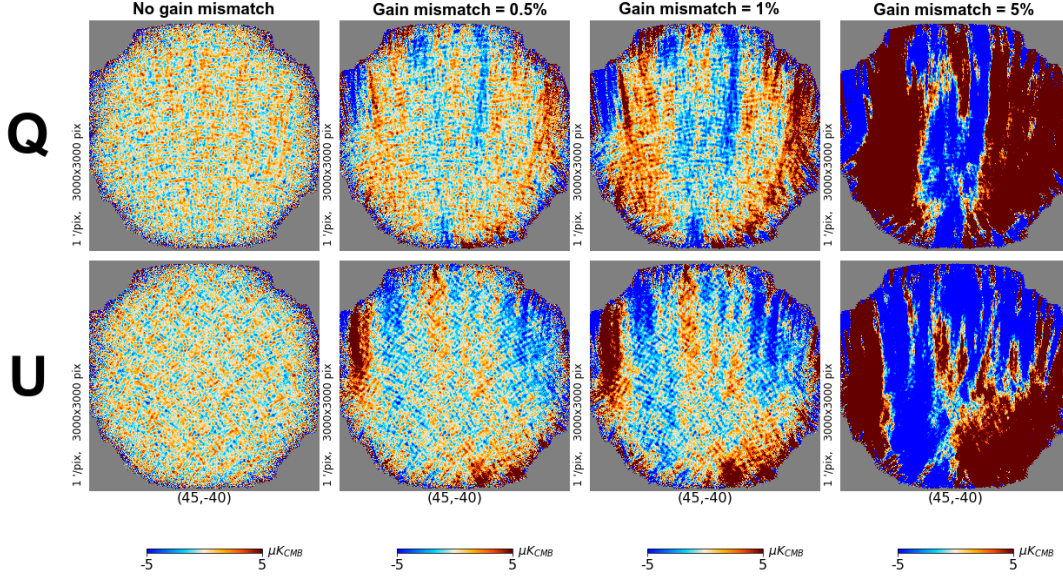 No gain mismatch
Gain mismatch = 0.5%
Gain mismatch = 1%
Gain mismatch = 5%
Q
1 '/pix, 3000x3000 pix
1 '/pix, 3000x3000 pix
1 '/pix, 3000x3000 pix
1 '/pix, 3000x3000 pix
U
1 '/pix, 3000x3000 pix
1 '/pix, 3000x3000 pix
1 '/pix, 3000x3000 pix
1 '/pix, 3000x3000 pix
(45,-40)
(45,-40)
(45,-40)
(45,-40)
-5 5 μK_CMB
-5 5 μK_CMB
-5 5 μK_CMB
-5 5 μK_CMB